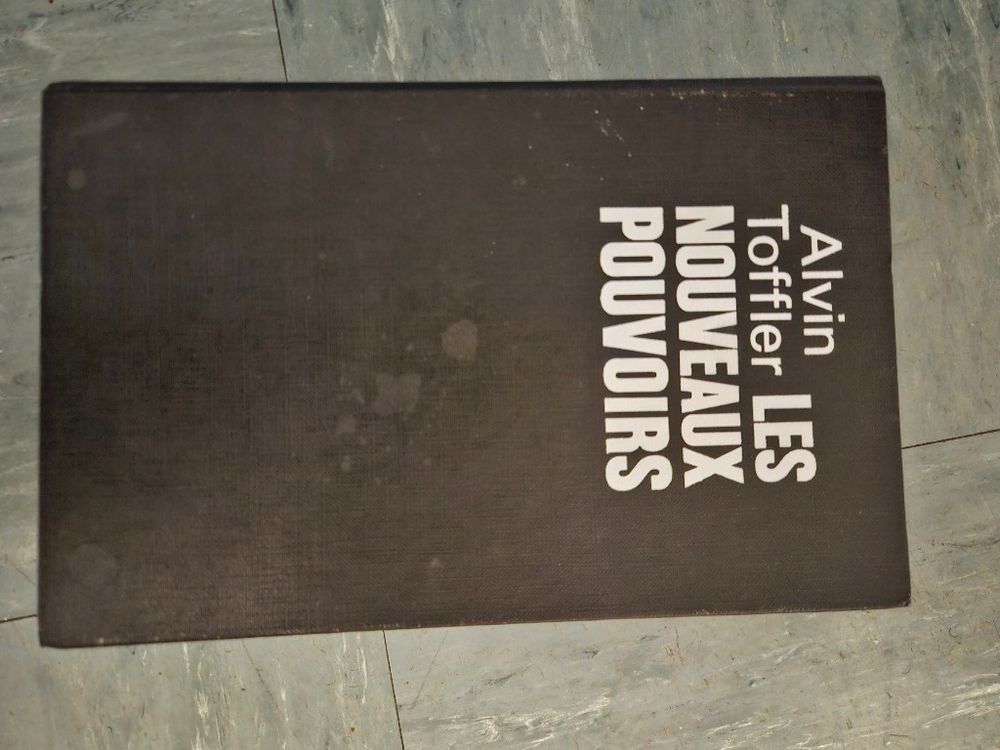 Alvin
Toffler LES
NOUVEAUX
POUVOIRS